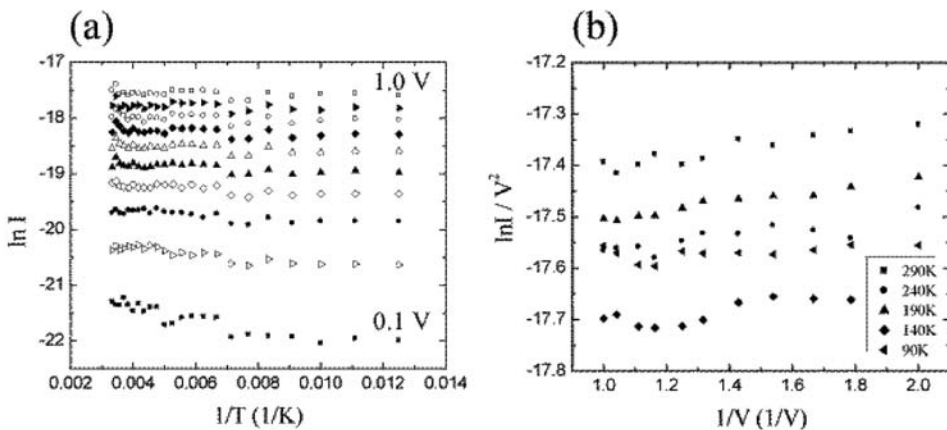 (a)
-17
-18
-19
-20
-21
-22
ln I
1.0 V
0.1 V
0.002 0.004 0.006 0.008 0.010 0.012 0.014
1/T (1/K)
(b)
-17.2
-17.3
-17.4
-17.5
-17.6
-17.7
-17.8
lnI / V²
290K
240K
190K
140K
90K
1.0 1.2 1.4 1.6 1.8 2.0
1/V (1/V)